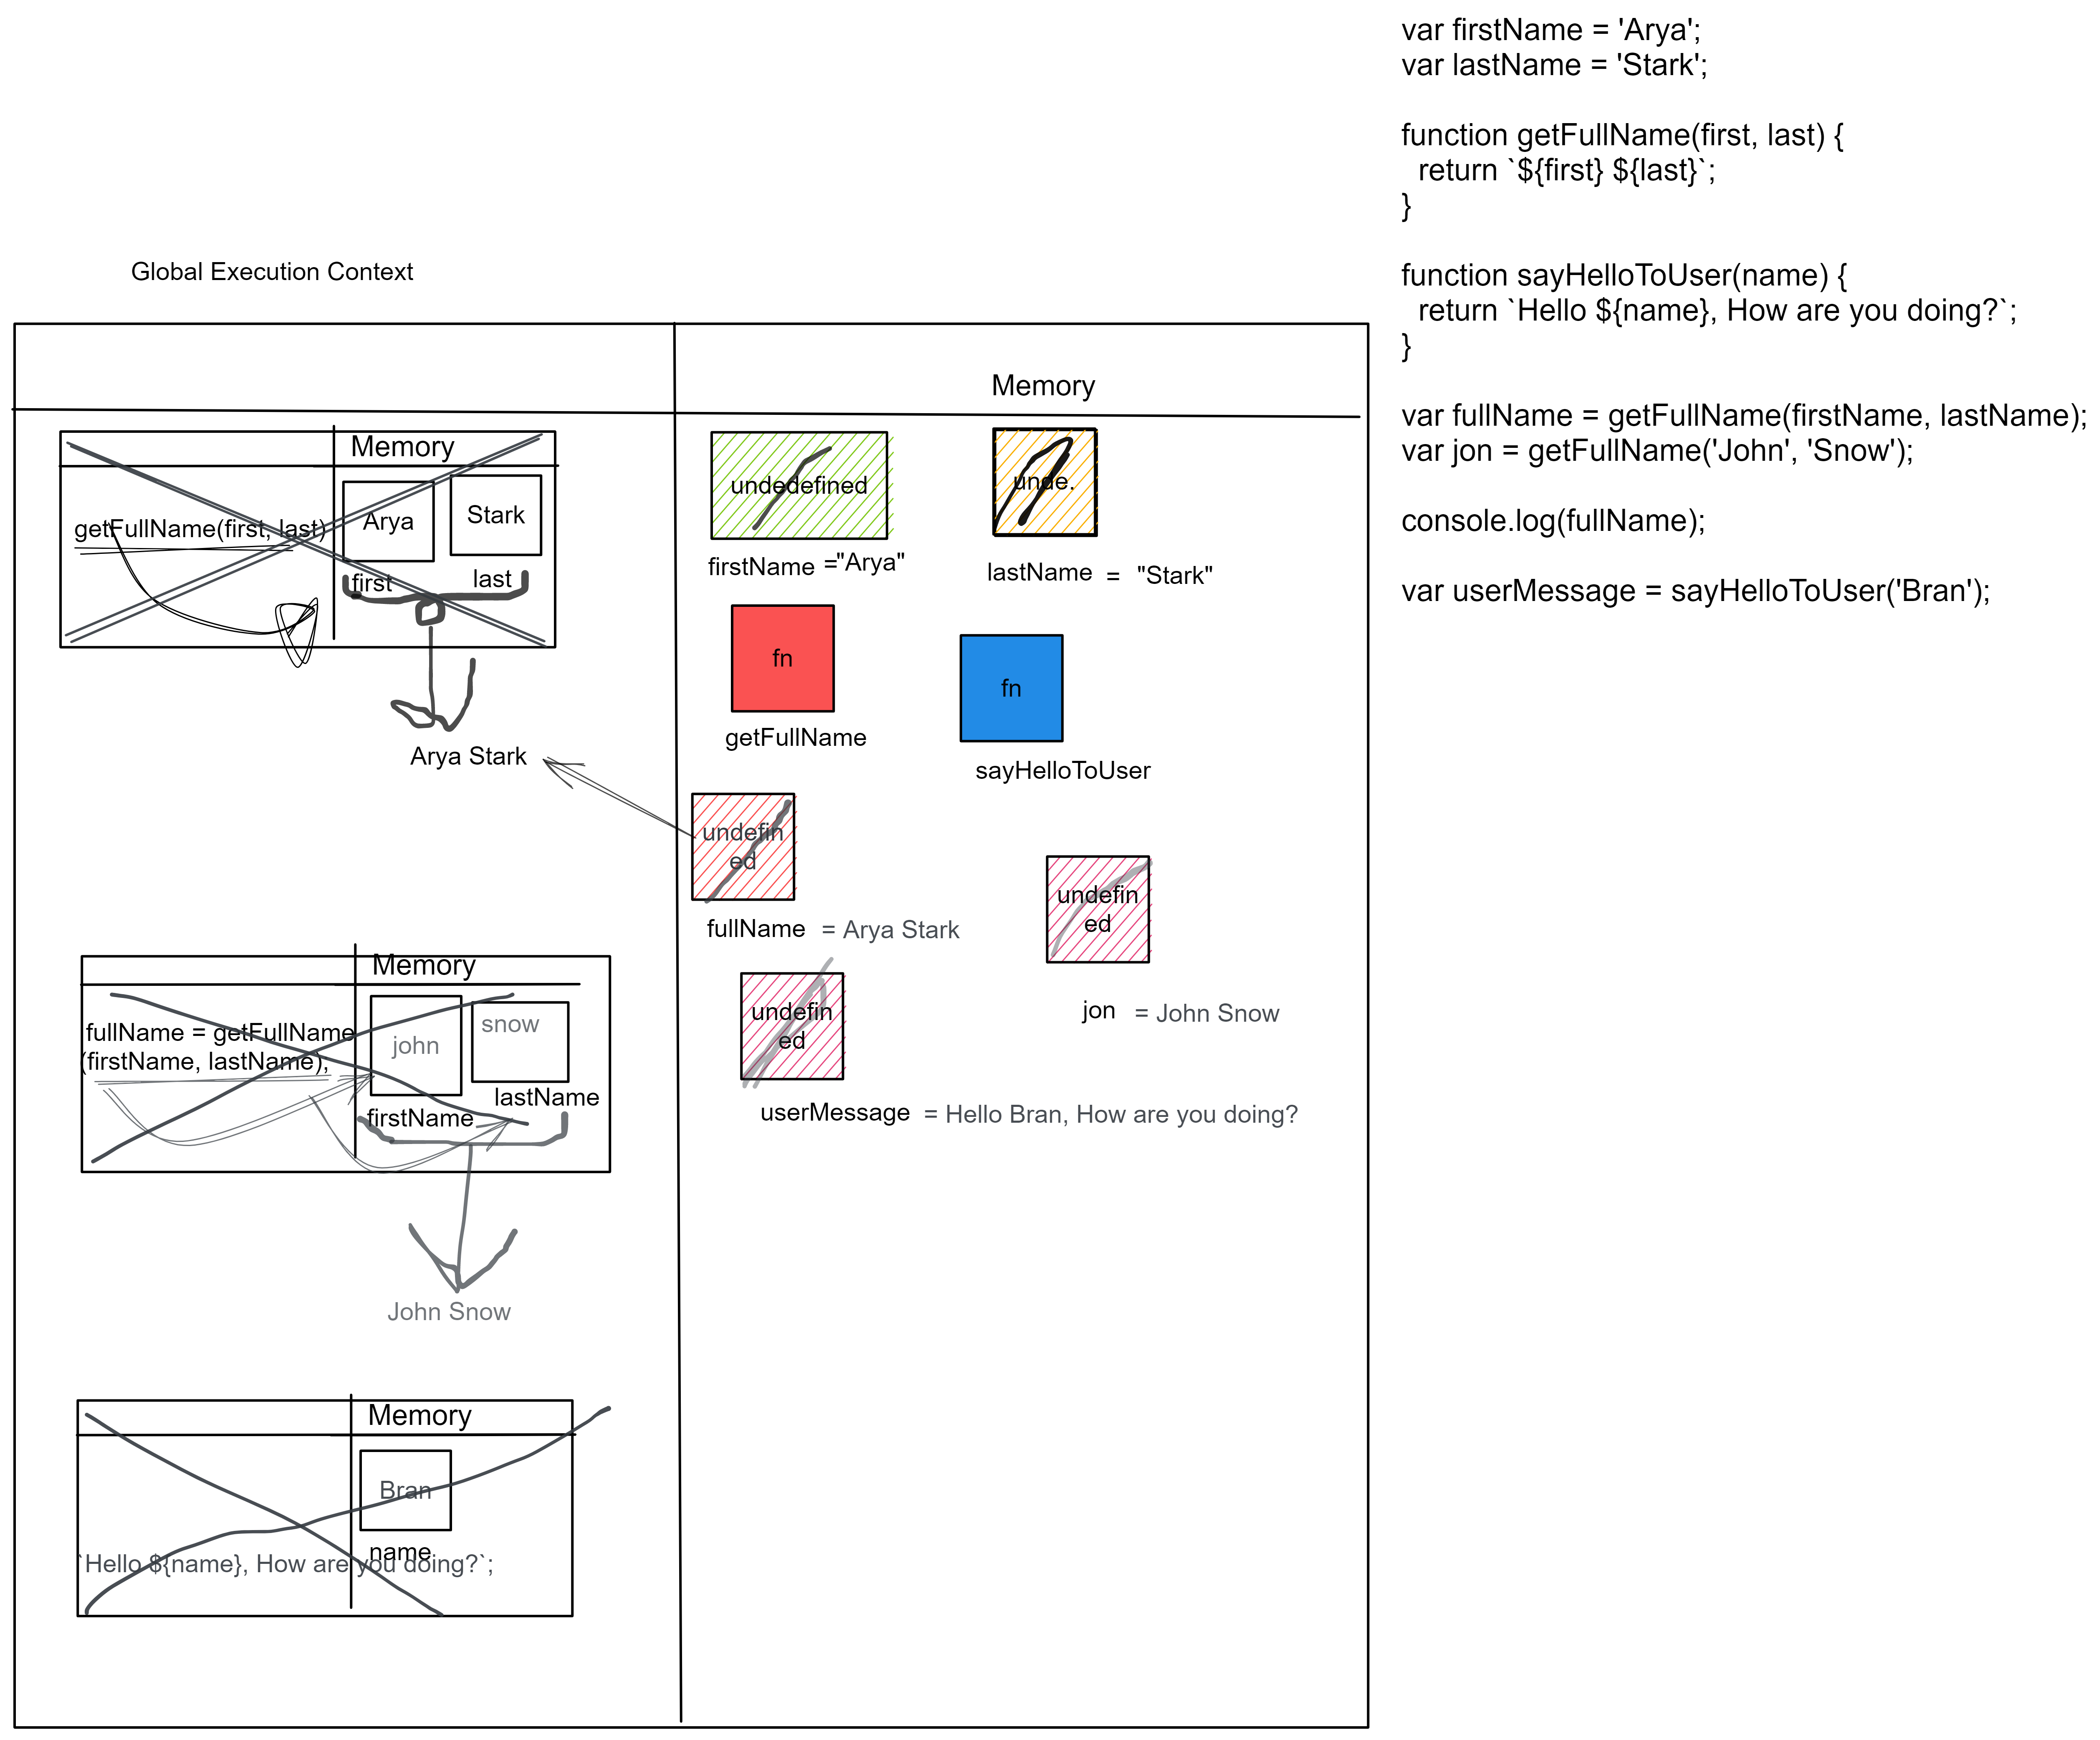 var firstName = 'Arya';
var lastName = 'Stark';
function getFullName(first, last) {
return `${first} ${last}`;
}
function sayHelloToUser(name) {
return `Hello ${name}, How are you doing?`;
}
var fullName = getFullName(firstName, lastName);
var jon = getFullName('John', 'Snow');
console.log(fullName);
var userMessage = sayHelloToUser('Bran');
Global Execution Context
Memory
Memory
getFullName(first, last)
Arya
Stark
first
last
Arya Stark
undedefined
firstName ="Arya"
unde.
lastName = "Stark"
fn
getFullName
fn
sayHelloToUser
undefin
ed
fullName = Arya Stark
undefin
ed
jon = John Snow
undefin
ed
userMessage = Hello Bran, How are you doing?
Memory
fullName = getFullName
(firstName, lastName),
john
snow
firstName
lastName
John Snow
Memory
Bran
name
`Hello ${name}, How are you doing?`;